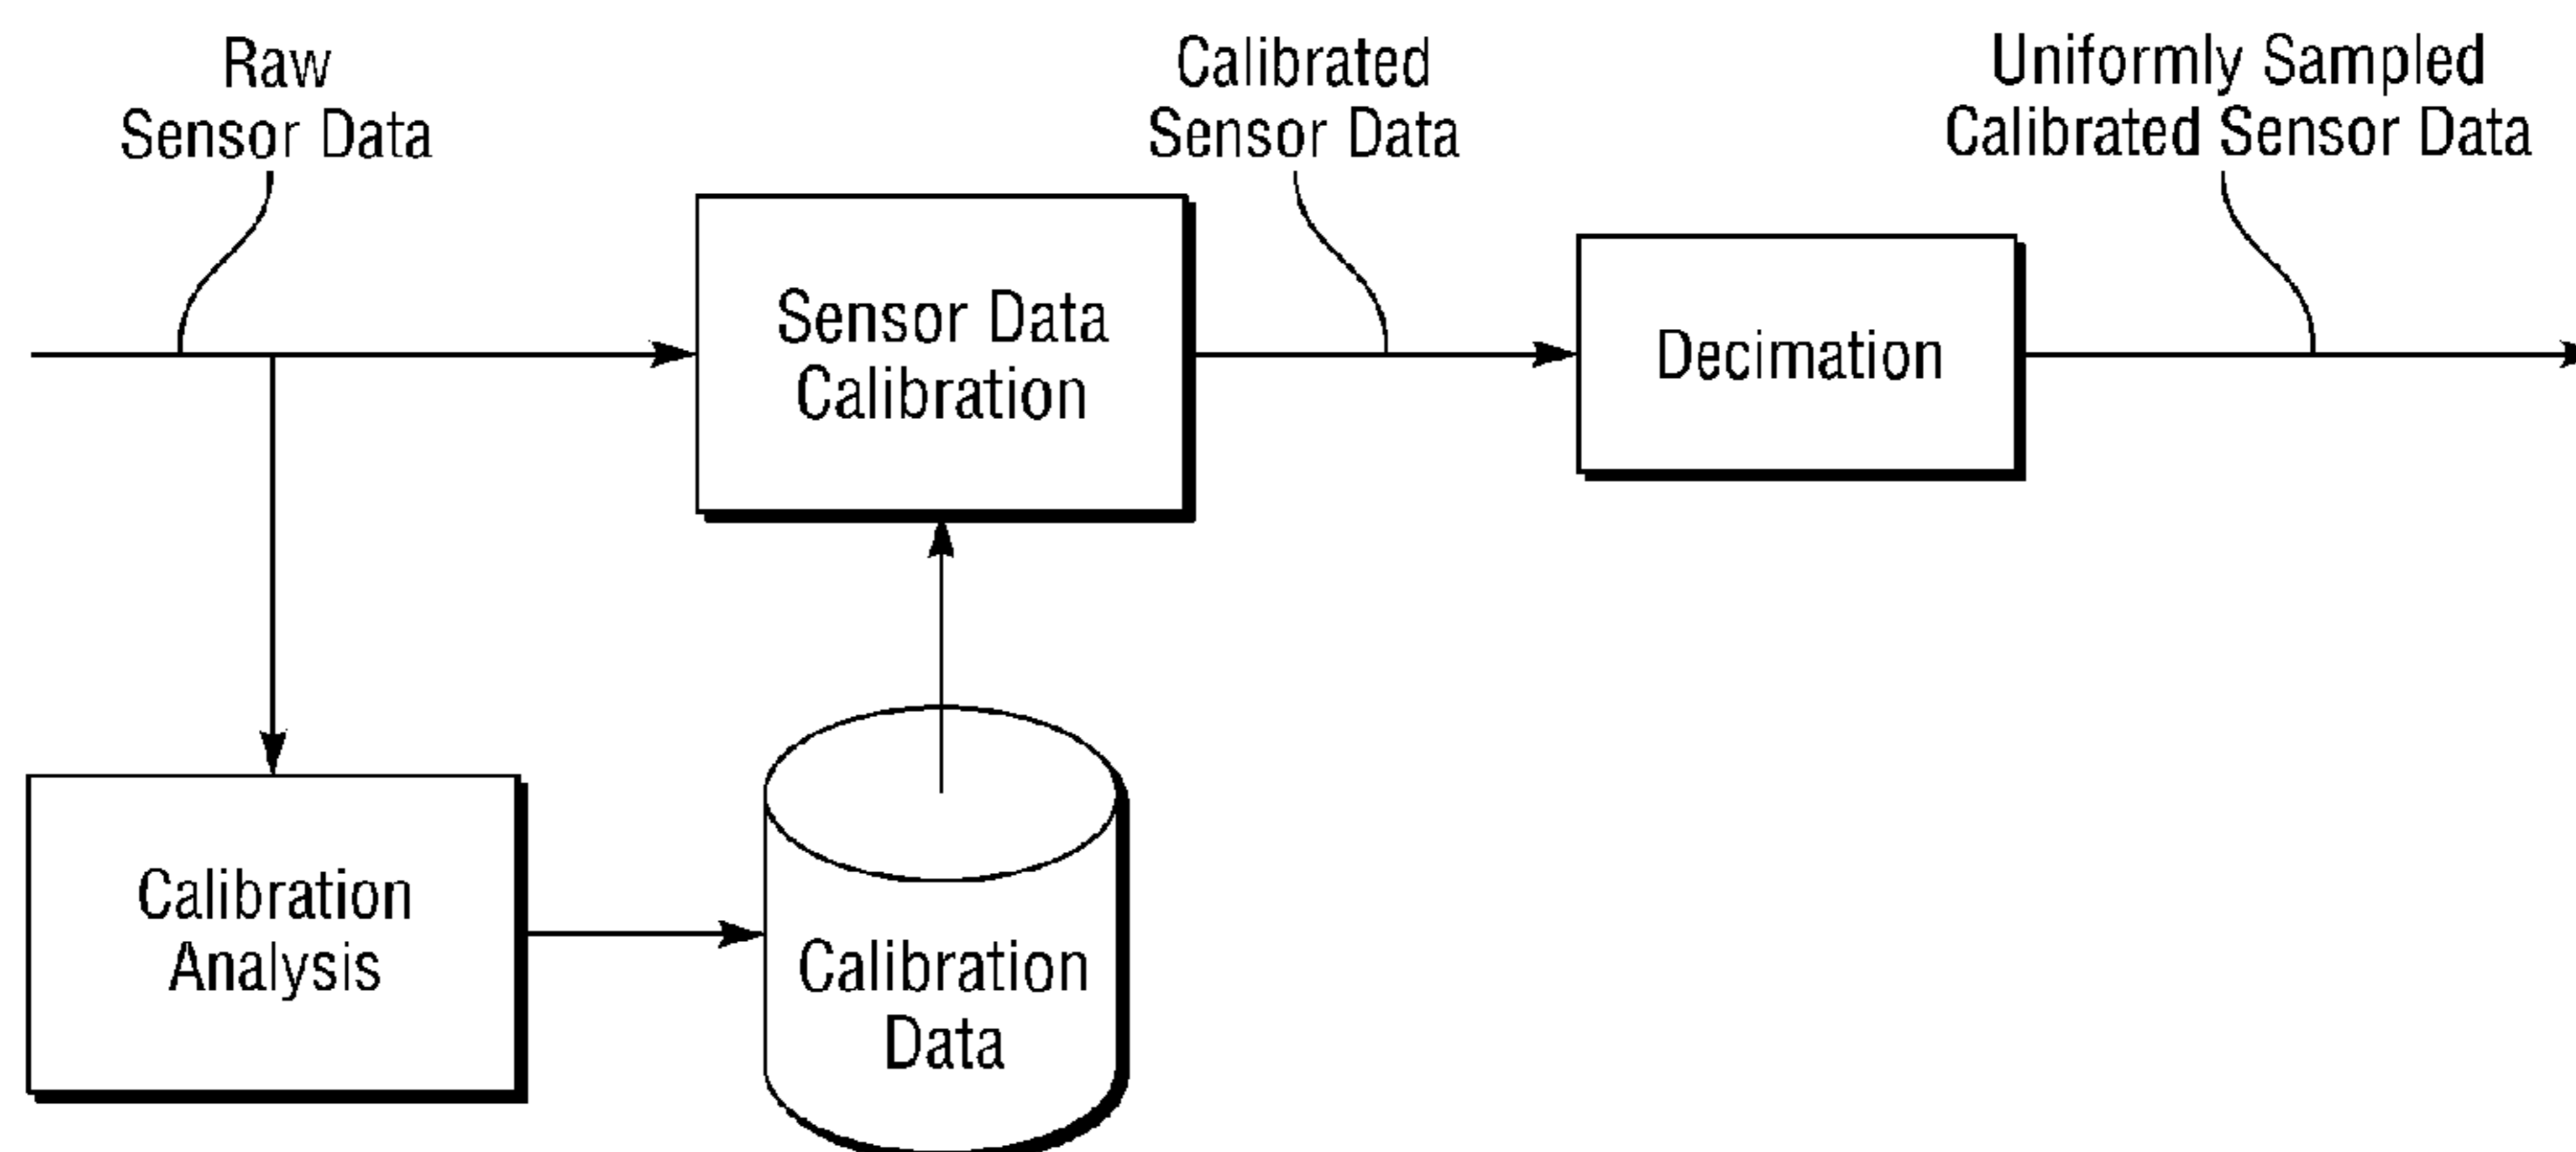 Raw
Sensor Data
Calibrated
Sensor Data
Uniformly Sampled
Calibrated Sensor Data
Sensor Data
Calibration
Decimation
Calibration
Analysis
Calibration
Data